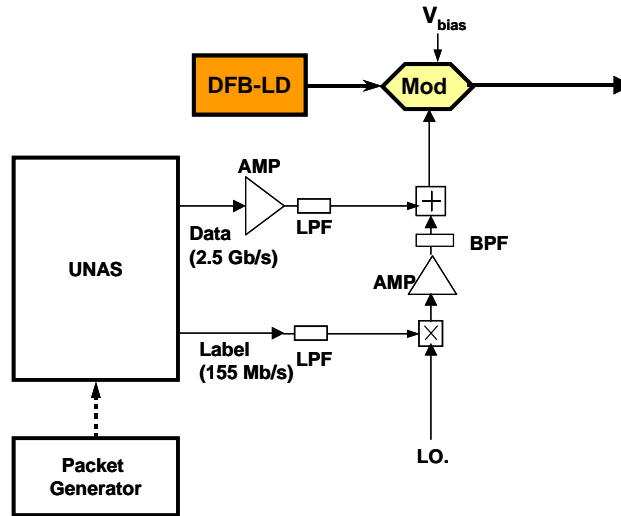 V_bias
DFB-LD
Mod
AMP
LPF
+
Data
(2.5 Gb/s)
BPF
UNAS
AMP
×
Label
(155 Mb/s)
LPF
LO.
Packet
Generator